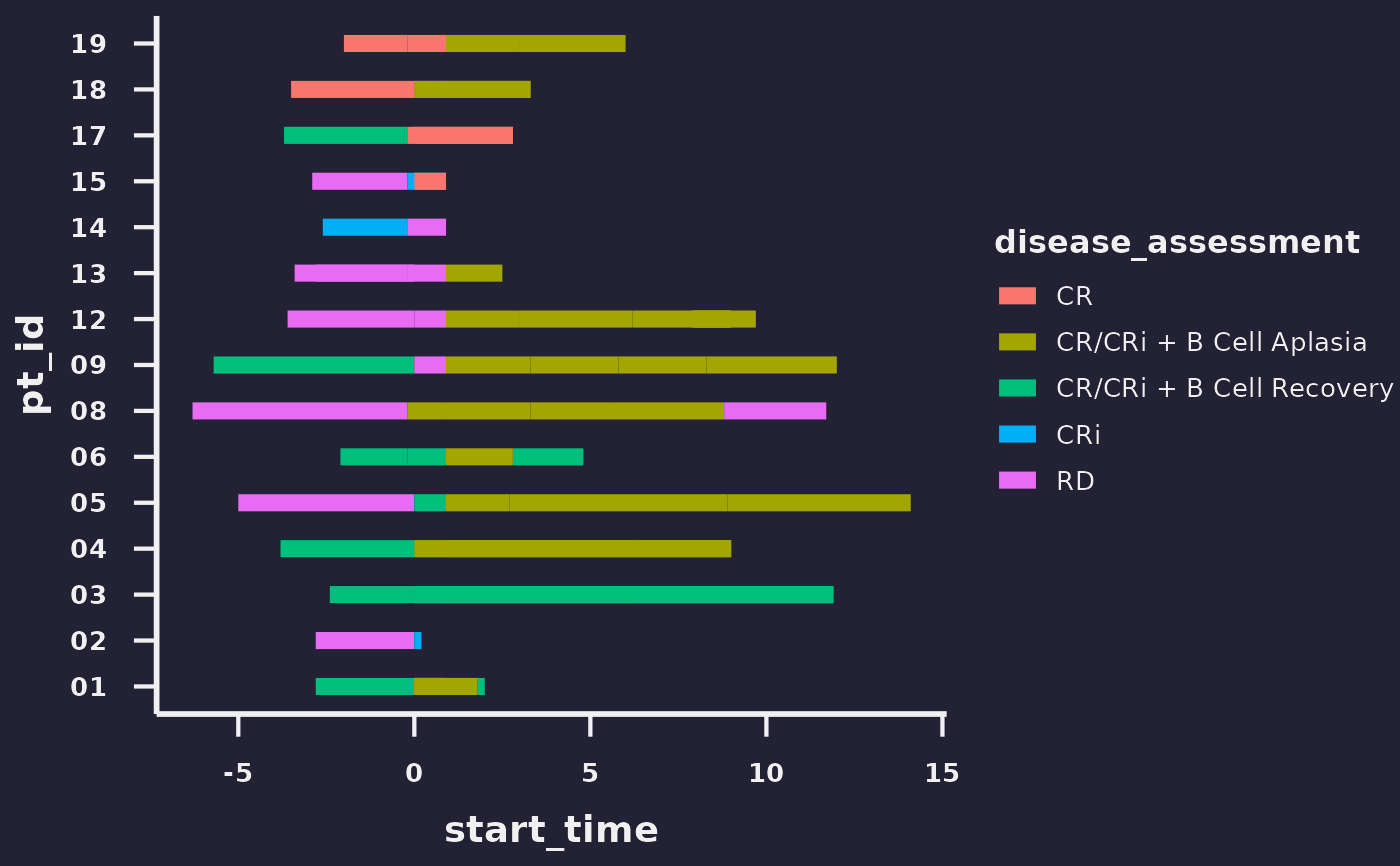 19
18
17
15
14
13
12
09
08
06
05
04
03
02
01
pt_id
-5 0 5 10 15
start_time
disease_assessment
CR
CR/CRi + B Cell Aplasia
CR/CRi + B Cell Recovery
CRi
RD